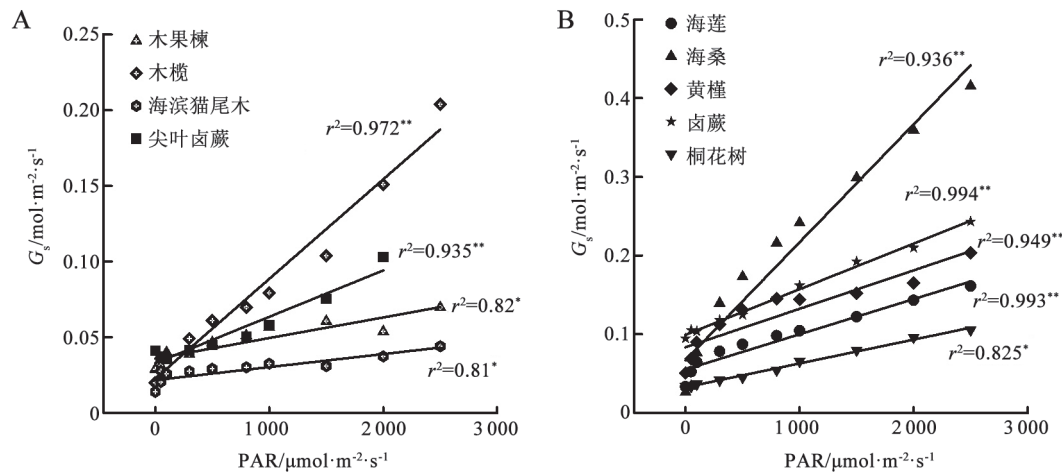 A
0.25
0.20
0.15
0.10
0.05
0
Gs/mol·m-2·s-1
木果楝
木榄
海滨猫尾木
尖叶卤蕨
r2=0.972**
r2=0.935**
r2=0.82*
r2=0.81*
0 1 000 2 000 3 000
PAR/μmol·m-2·s-1
B
0.5
0.4
0.3
0.2
0.1
0
Gs/mol·m-2·s-1
海莲
海桑
黄槿
卤蕨
桐花树
r2=0.936**
r2=0.994**
r2=0.949**
r2=0.993**
r2=0.825*
0 1 000 2 000 3 000
PAR/μmol·m-2·s-1